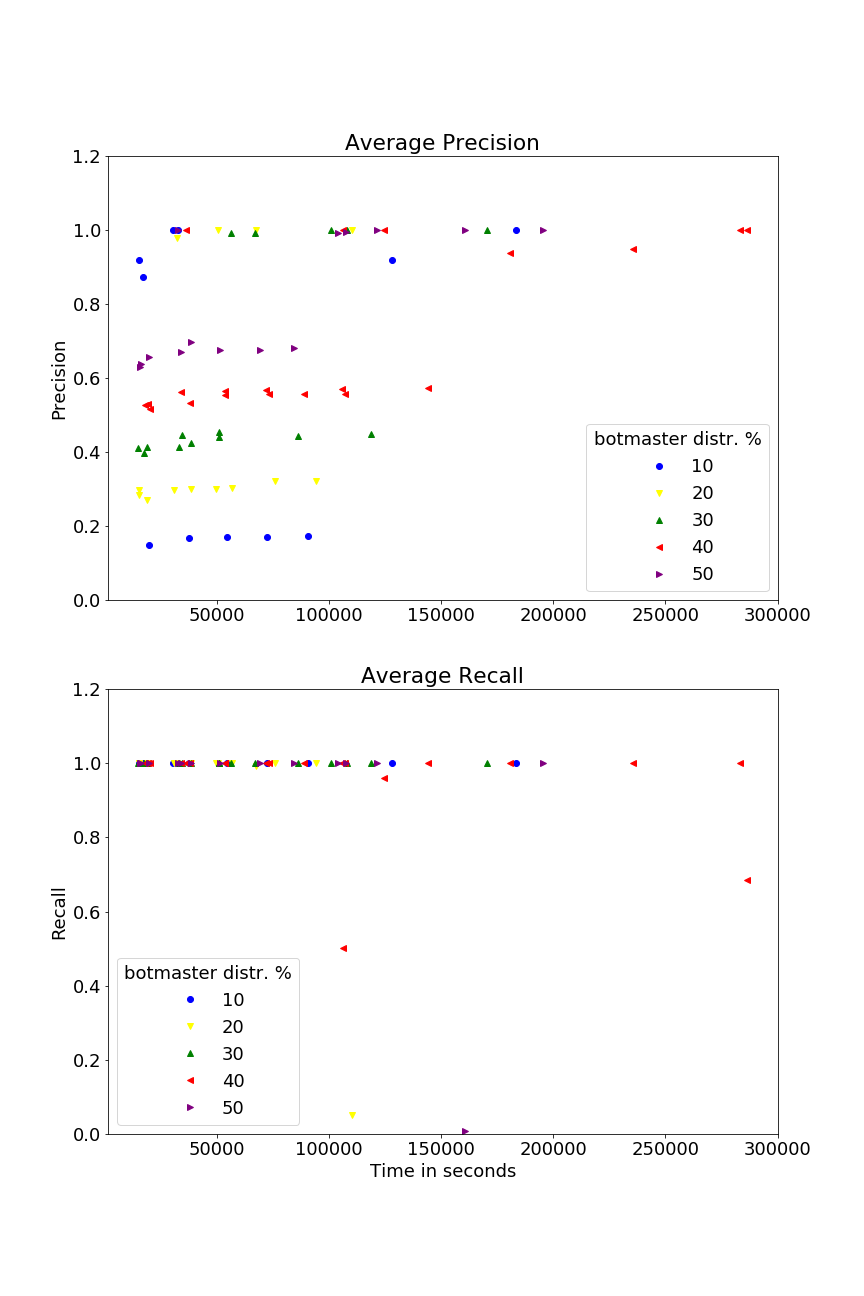 Average Precision
1.2
1.0
0.8
0.6
0.4
0.2
0.0
Precision
botmaster distr. %
10
20
30
40
50
50000 100000 150000 200000 250000 300000
Average Recall
1.2
1.0
0.8
0.6
0.4
0.2
0.0
Recall
botmaster distr. %
10
20
30
40
50
50000 100000 150000 200000 250000 300000
Time in seconds